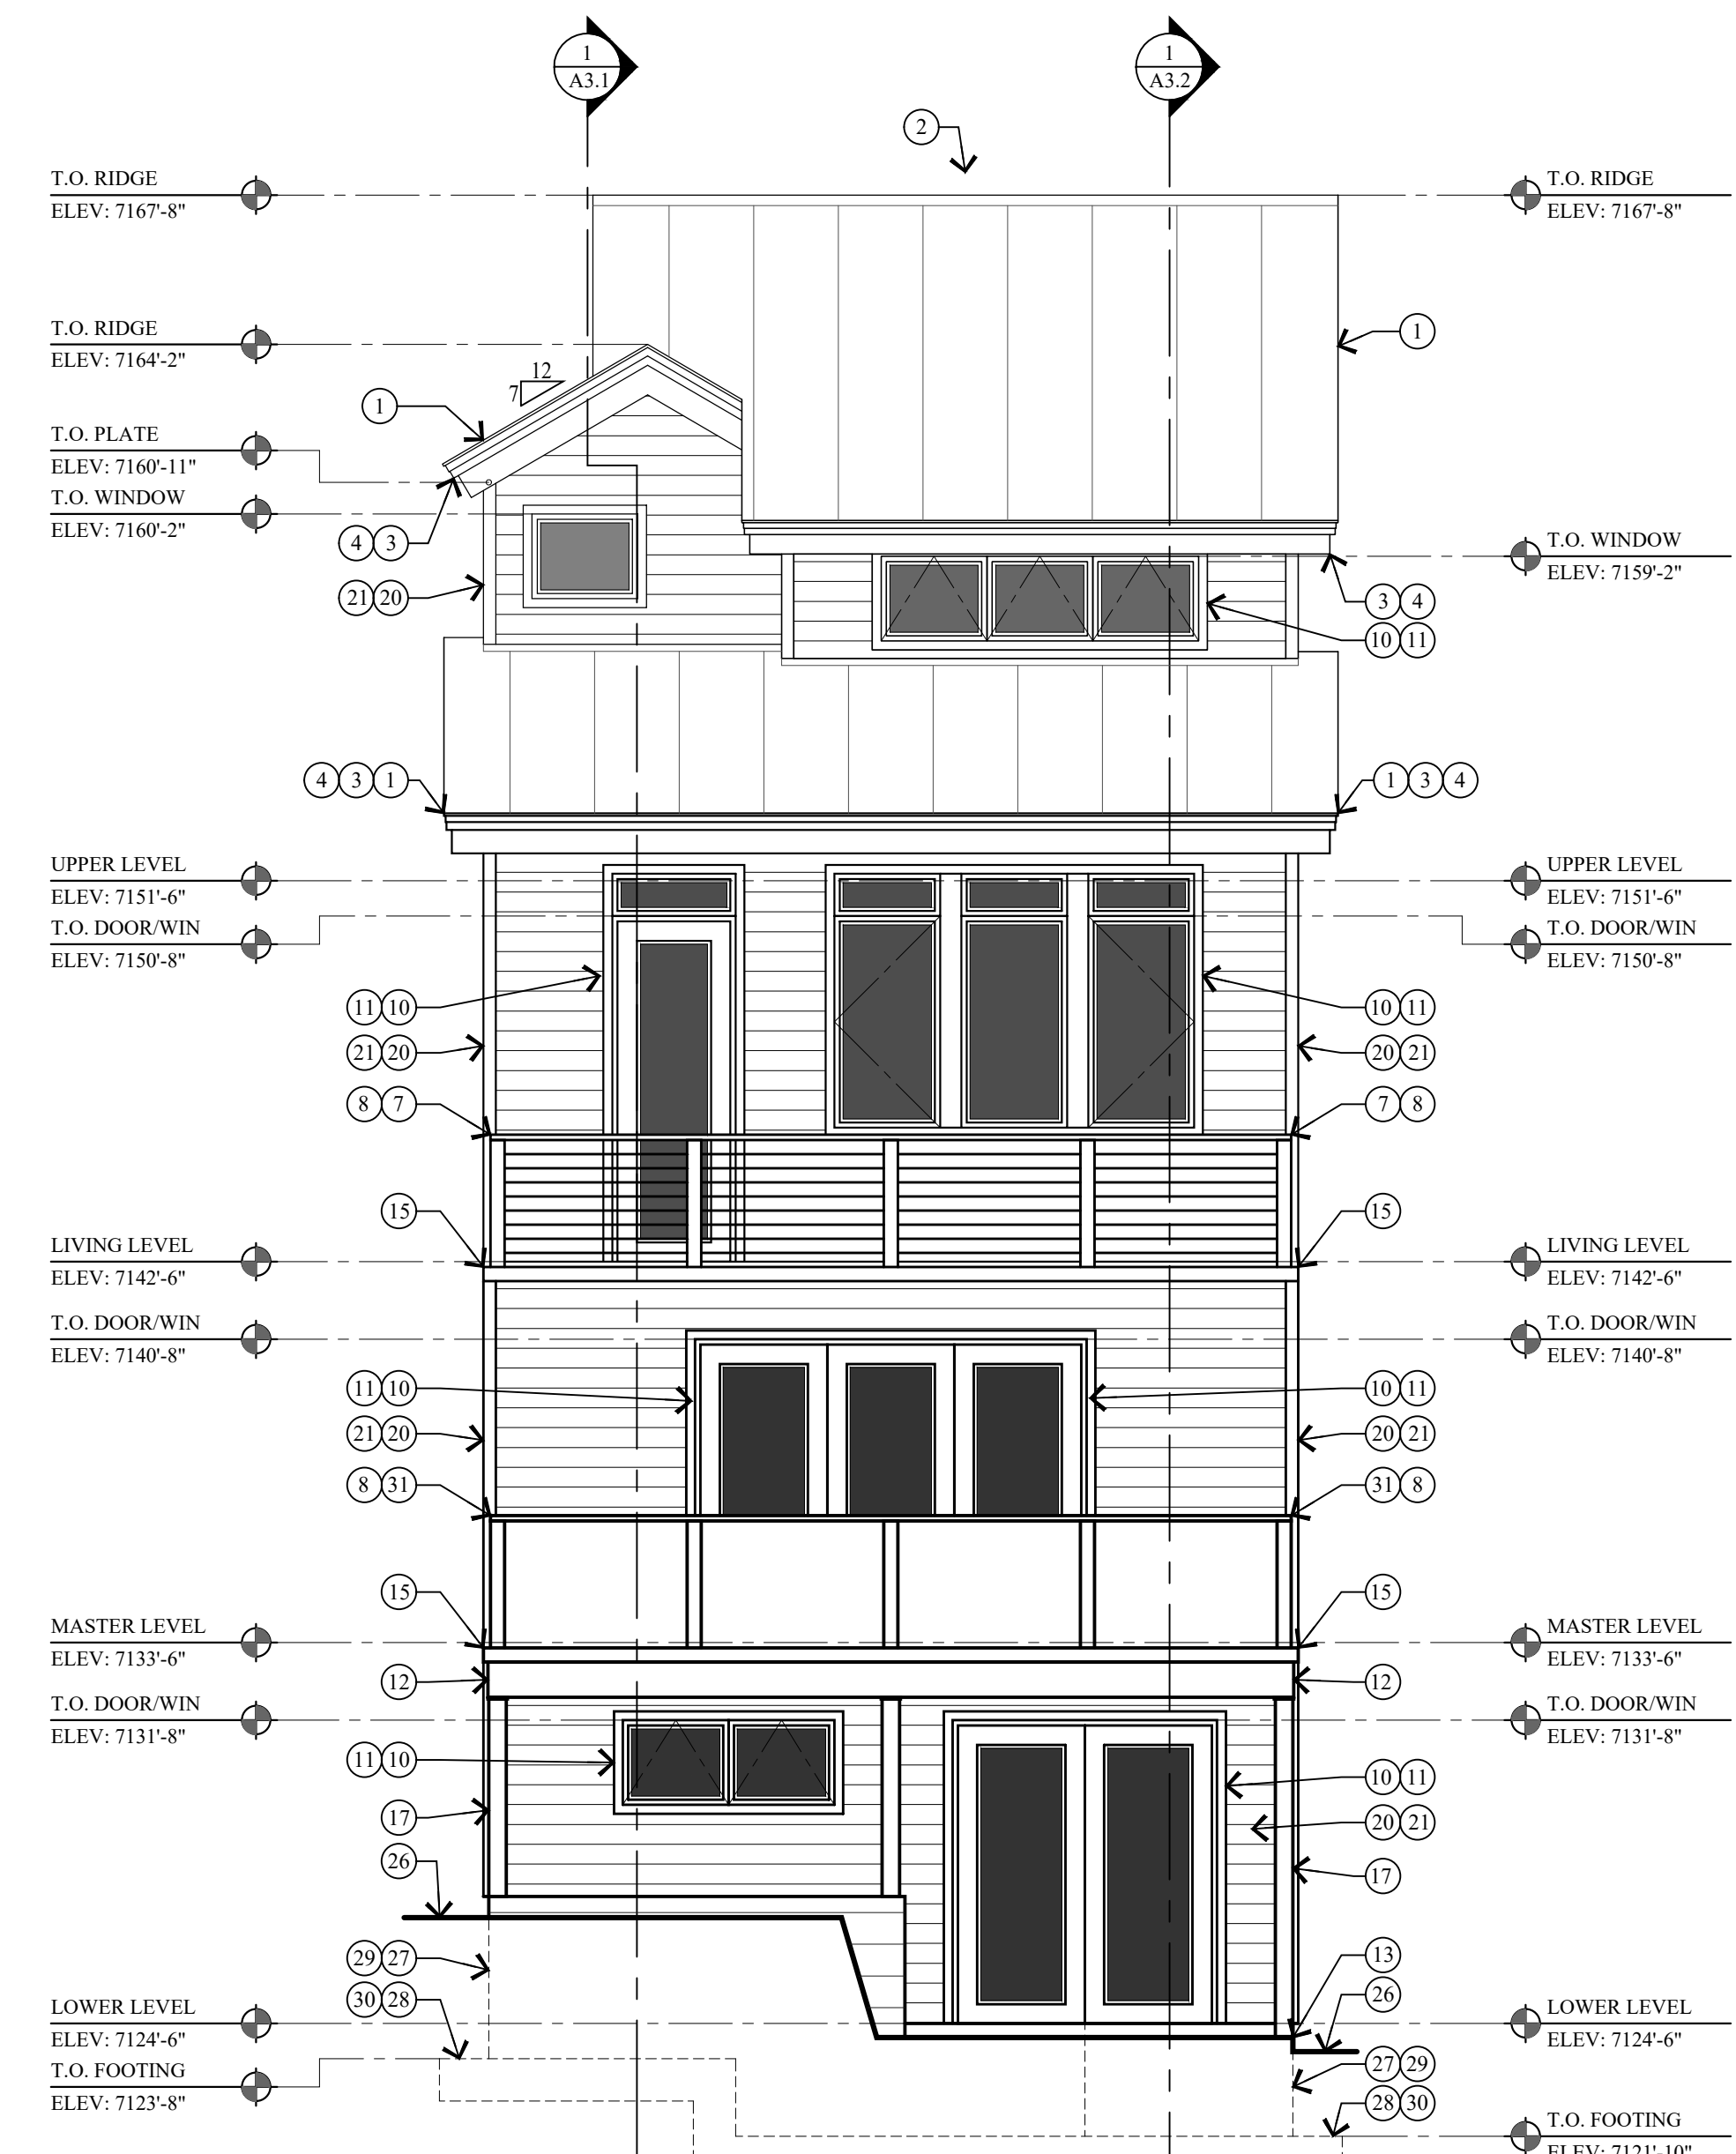 1
A3.1
1
A3.2
2
T.O. RIDGE
ELEV: 7167'-8"
T.O. RIDGE
ELEV: 7167'-8"
T.O. RIDGE
ELEV: 7164'-2"
1
12
7
1
T.O. PLATE
ELEV: 7160'-11"
T.O. WINDOW
ELEV: 7160'-2"
4 3
T.O. WINDOW
ELEV: 7159'-2"
21 20
3 4
10 11
4 3 1
1 3 4
UPPER LEVEL
ELEV: 7151'-6"
UPPER LEVEL
ELEV: 7151'-6"
T.O. DOOR/WIN
ELEV: 7150'-8"
T.O. DOOR/WIN
ELEV: 7150'-8"
11 10
10 11
21 20
20 21
8 7
7 8
15
15
LIVING LEVEL
ELEV: 7142'-6"
LIVING LEVEL
ELEV: 7142'-6"
T.O. DOOR/WIN
ELEV: 7140'-8"
T.O. DOOR/WIN
ELEV: 7140'-8"
11 10
10 11
21 20
20 21
8 31
31 8
15
15
MASTER LEVEL
ELEV: 7133'-6"
MASTER LEVEL
ELEV: 7133'-6"
12
12
T.O. DOOR/WIN
ELEV: 7131'-8"
T.O. DOOR/WIN
ELEV: 7131'-8"
11 10
10 11
17
20 21
26
17
29 27
13
30 28
26
LOWER LEVEL
ELEV: 7124'-6"
LOWER LEVEL
ELEV: 7124'-6"
T.O. FOOTING
ELEV: 7123'-8"
27 29
28 30
T.O. FOOTING
ELEV: 7121'-10"